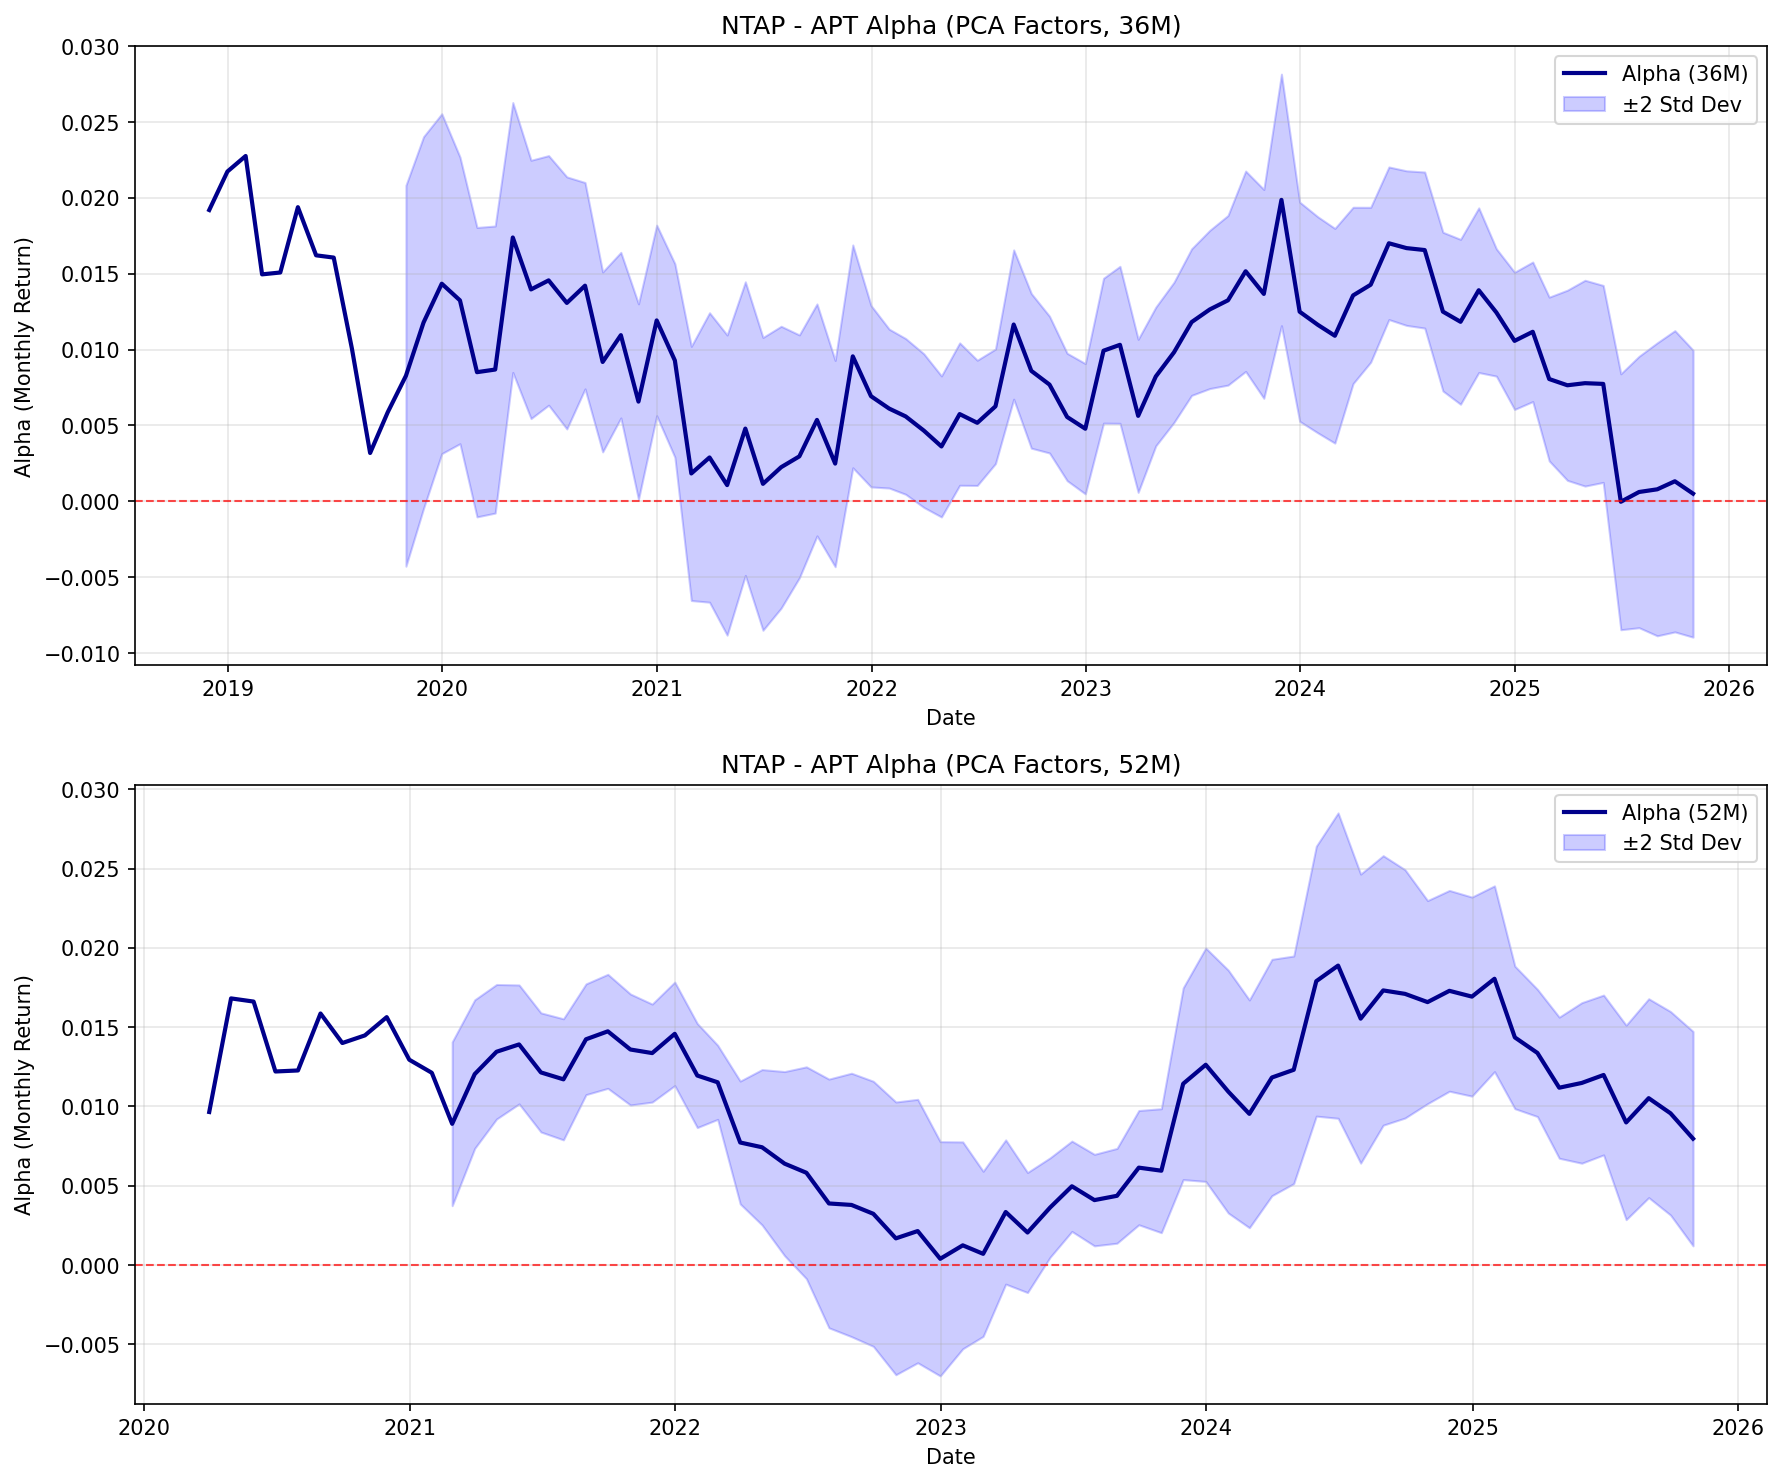 NTAP - APT Alpha (PCA Factors, 36M)
Alpha (Monthly Return)
0.030
0.025
0.020
0.015
0.010
0.005
0.000
−0.005
−0.010
Alpha (36M)
±2 Std Dev
2019 2020 2021 2022 2023 2024 2025 2026
Date
NTAP - APT Alpha (PCA Factors, 52M)
Alpha (Monthly Return)
0.030
0.025
0.020
0.015
0.010
0.005
0.000
−0.005
Alpha (52M)
±2 Std Dev
2020 2021 2022 2023 2024 2025 2026
Date